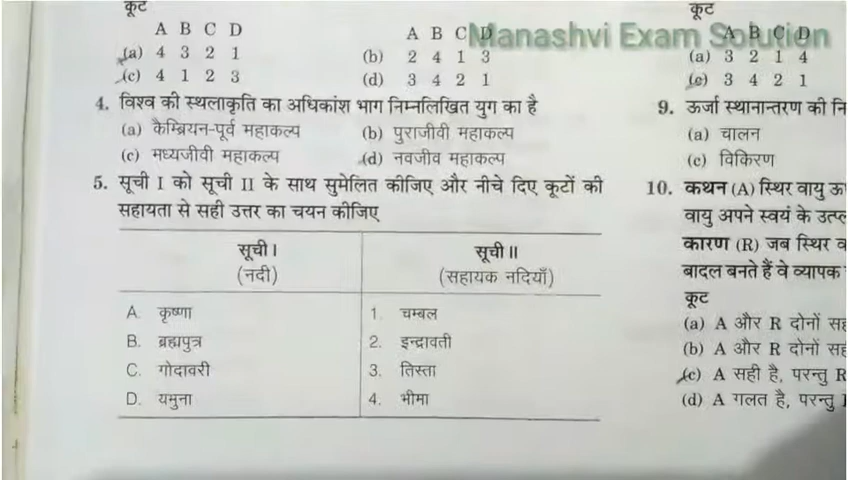 कूट
A B C D
A B C D
(a) 4 3 2 1
(b) 2 4 1 3
(c) 4 1 2 3
(d) 3 4 2 1
4. विश्व की स्थलाकृति का अधिकांश भाग निम्नलिखित युग का है
(a) कैम्ब्रियन-पूर्व महाकल्प
(b) पुराजीवी महाकल्प
(c) मध्यजीवी महाकल्प
(d) नवजीव महाकल्प
5. सूची I को सूची II के साथ सुमेलित कीजिए और नीचे दिए कूटों की
सहायता से सही उत्तर का चयन कीजिए
सूची I
(नदी)
सूची II
(सहायक नदियाँ)
A. कृष्णा
1. चम्बल
B. ब्रह्मपुत्र
2. इन्द्रावती
C. गोदावरी
3. तिस्ता
D. यमुना
4. भीमा
Manashvi Exam Solution
कूट
A B C D
(a) 3 2 1 4
(c) 3 4 2 1
9. ऊर्जा स्थानान्तरण की
(a) चालन
(c) विकिरण
10. कथन (A) स्थिर वायु
वायु अपने स्वयं के
कारण (R) जब स्थिर
बादल बनते हैं वे व्यापक
कूट
(a) A और R दोनों
(b) A और R दोनों
(c) A सही है, परन्तु R
(d) A गलत है, परन्तु